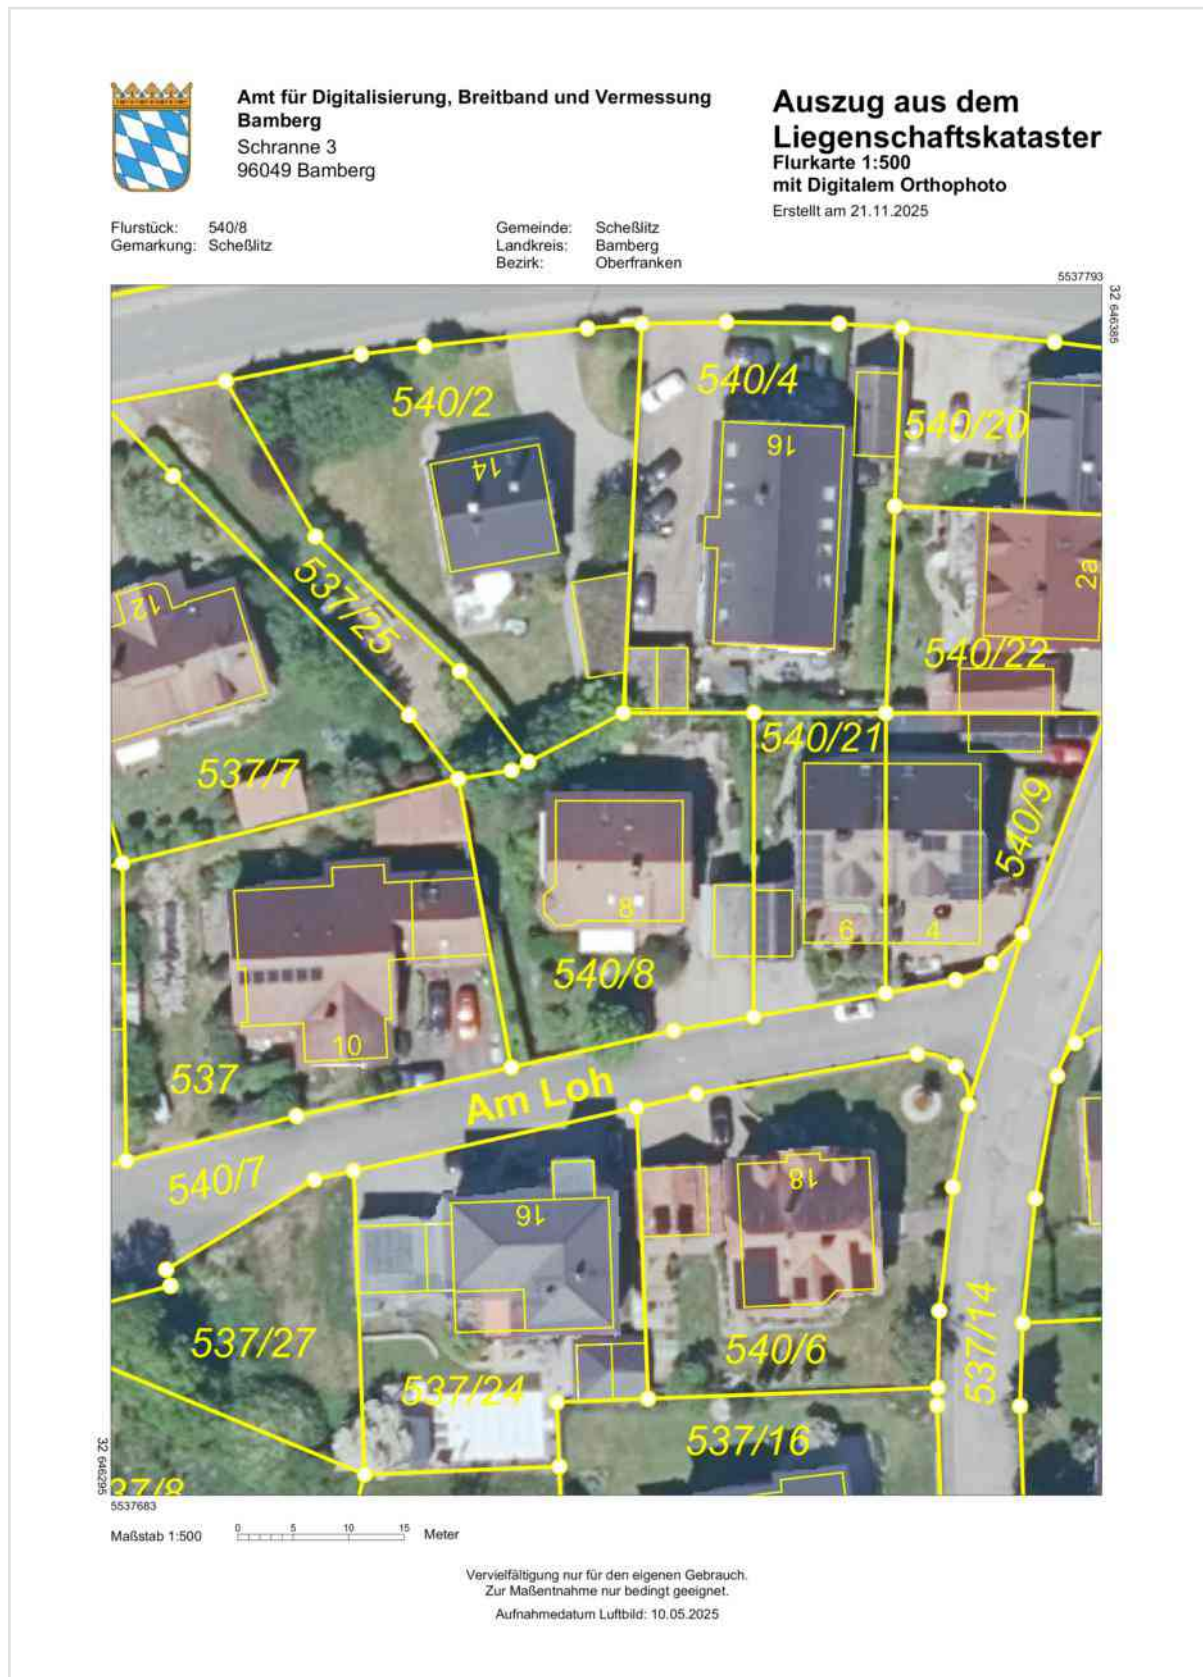 Amt für Digitalisierung, Breitband und Vermessung
Bamberg
Schranne 3
96049 Bamberg
Auszug aus dem
Liegenschaftskataster
Flurkarte 1:500
mit Digitalem Orthophoto
Erstellt am 21.11.2025
Flurstück: 540/8
Gemarkung: Scheßlitz
Gemeinde: Scheßlitz
Landkreis: Bamberg
Bezirk: Oberfranken
5537793
32 646385
540/2
540/4
540/20
14
16
537/25
12
2a
540/22
537/7
540/21
540/9
8
6
4
540/8
10
537
Am Loh
540/7
16
18
537/27
540/6
537/14
537/24
537/16
37/8
32 646295
5537683
Maßstab 1:500
0 5 10 15 Meter
Vervielfältigung nur für den eigenen Gebrauch.
Zur Maßentnahme nur bedingt geeignet.
Aufnahmedatum Luftbild: 10.05.2025